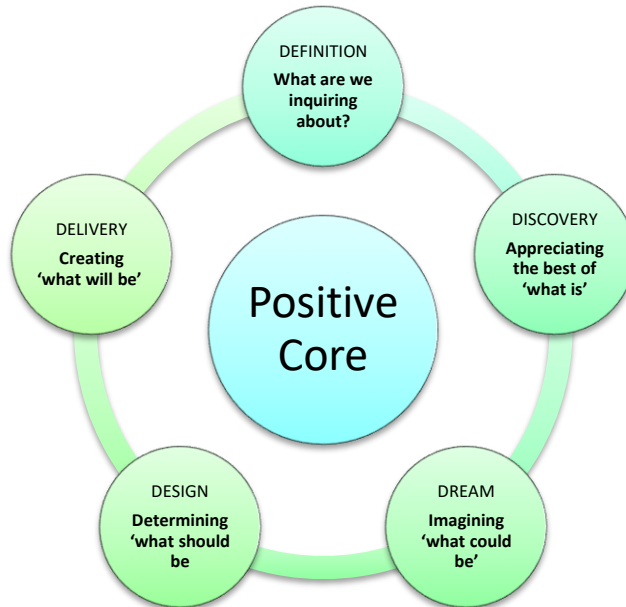 DEFINITION
What are we
inquiring
about?
DISCOVERY
Appreciating
the best of
‘what is’
DREAM
Imagining
‘what could
be’
DESIGN
Determining
‘what should
be
DELIVERY
Creating
‘what will be’
Positive
Core